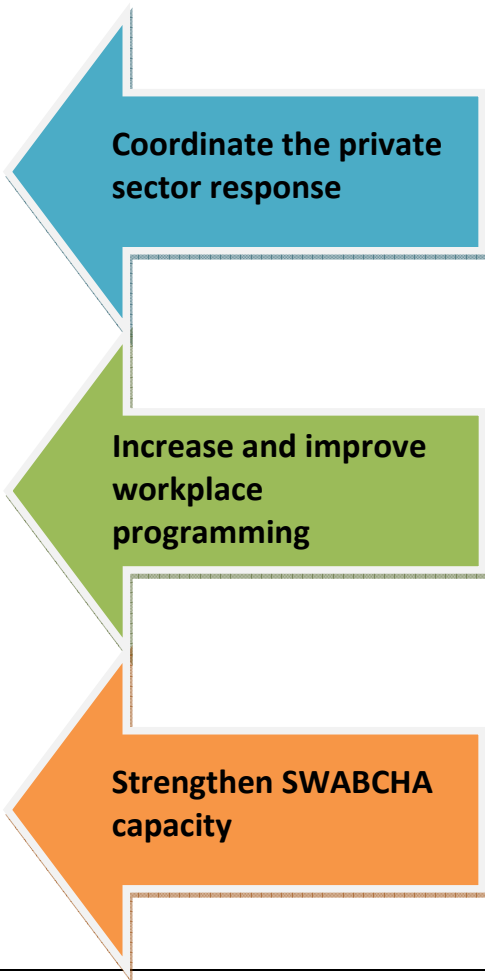 Coordinate the private
sector response
Increase and improve
workplace
programming
Strengthen SWABCHA
capacity